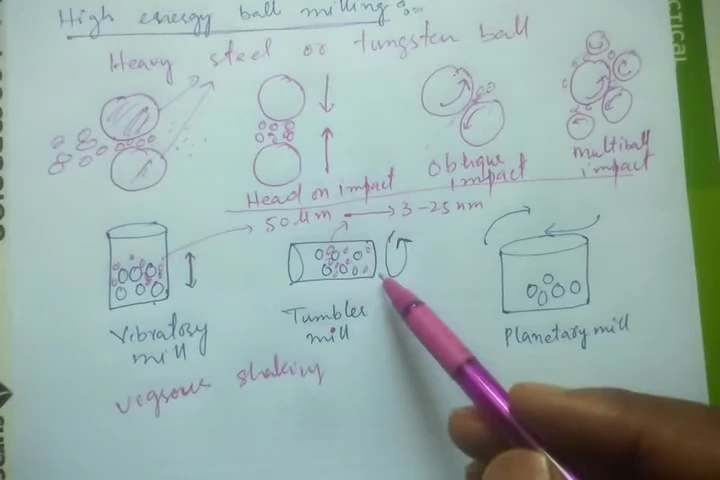 High energy ball milling:-
Heavy steel or tungsten ball
Head on impact
Oblique impact
Multiball impact
50 µm → 3-25 nm
Vibratory mill
Tumbler mill
Planetary mill
vigsous shaking